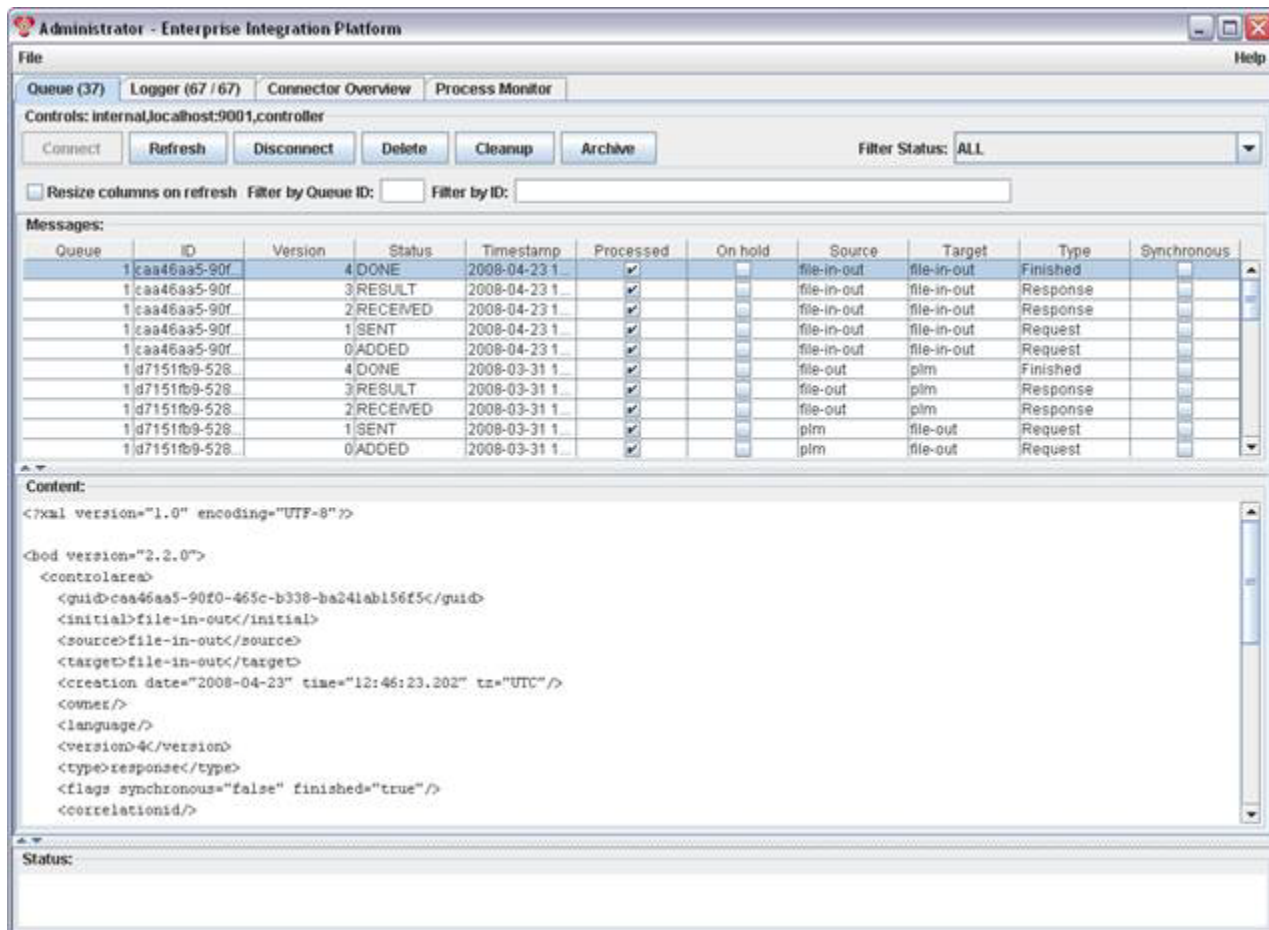 Administrator - Enterprise Integration Platform
File Help
Queue (37) Logger (67 / 67) Connector Overview Process Monitor
Controls: internal,localhost:9001,controller
Connect Refresh Disconnect Delete Cleanup Archive Filter Status: ALL
Resize columns on refresh Filter by Queue ID: Filter by ID:
Messages:
Queue ID Version Status Timestamp Processed On hold Source Target Type Synchronous
1 caa46aa5-90f... 4 DONE 2008-04-23 1... file-in-out file-in-out Finished
1 caa46aa5-90f... 3 RESULT 2008-04-23 1... file-in-out file-in-out Response
1 caa46aa5-90f... 2 RECEIVED 2008-04-23 1... file-in-out file-in-out Response
1 caa46aa5-90f... 1 SENT 2008-04-23 1... file-in-out file-in-out Request
1 caa46aa5-90f... 0 ADDED 2008-04-23 1... file-in-out file-in-out Request
1 d7151fb9-528... 4 DONE 2008-03-31 1... file-out plm Finished
1 d7151fb9-528... 3 RESULT 2008-03-31 1... file-out plm Response
1 d7151fb9-528... 2 RECEIVED 2008-03-31 1... file-out plm Response
1 d7151fb9-528... 1 SENT 2008-03-31 1... plm file-out Request
1 d7151fb9-528... 0 ADDED 2008-03-31 1... plm file-out Request
Content:
<?xml version="1.0" encoding="UTF-8"?>
<bod version="2.2.0">
<controlarea>
<guid>caa46aa5-90f0-465c-b338-ba241ab156f5</guid>
<initial>file-in-out</initial>
<source>file-in-out</source>
<target>file-in-out</target>
<creation date="2008-04-23" time="12:46:23.202" tz="UTC"/>
<owner/>
<language/>
<version>4</version>
<type>response</type>
<flags synchronous="false" finished="true"/>
<correlationid/>
Status: